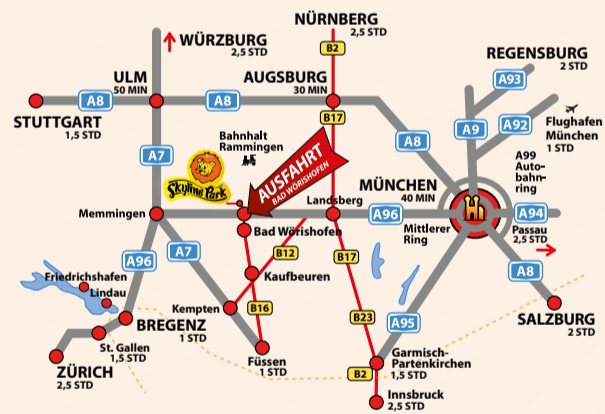 NÜRNBERG
2,5 STD
B2
WÜRZBURG
2,5 STD
REGENSBURG
2 STD
A93
ULM
50 MIN
AUGSBURG
30 MIN
A8
A8
STUTTGART
1,5 STD
B17
A9
A92
Flughafen
München
1 STD
A8
Bahnhalt
Rammingen
A7
AUSFAHRT
BAD WÖRISHOFEN
Skyline Park
A99
Auto-
bahn-
ring
MÜNCHEN
40 MIN
Memmingen
Landsberg
A96
A94
Bad Wörishofen
Mittlerer
Ring
Passau
2,5 STD
A96
A7
B12
B17
A8
Friedrichshafen
Lindau
Kaufbeuren
Kempten
B16
B23
A95
BREGENZ
1 STD
SALZBURG
2 STD
St. Gallen
1,5 STD
Füssen
1 STD
Garmisch-
Partenkirchen
1,5 STD
ZÜRICH
2,5 STD
B2
Innsbruck
2,5 STD